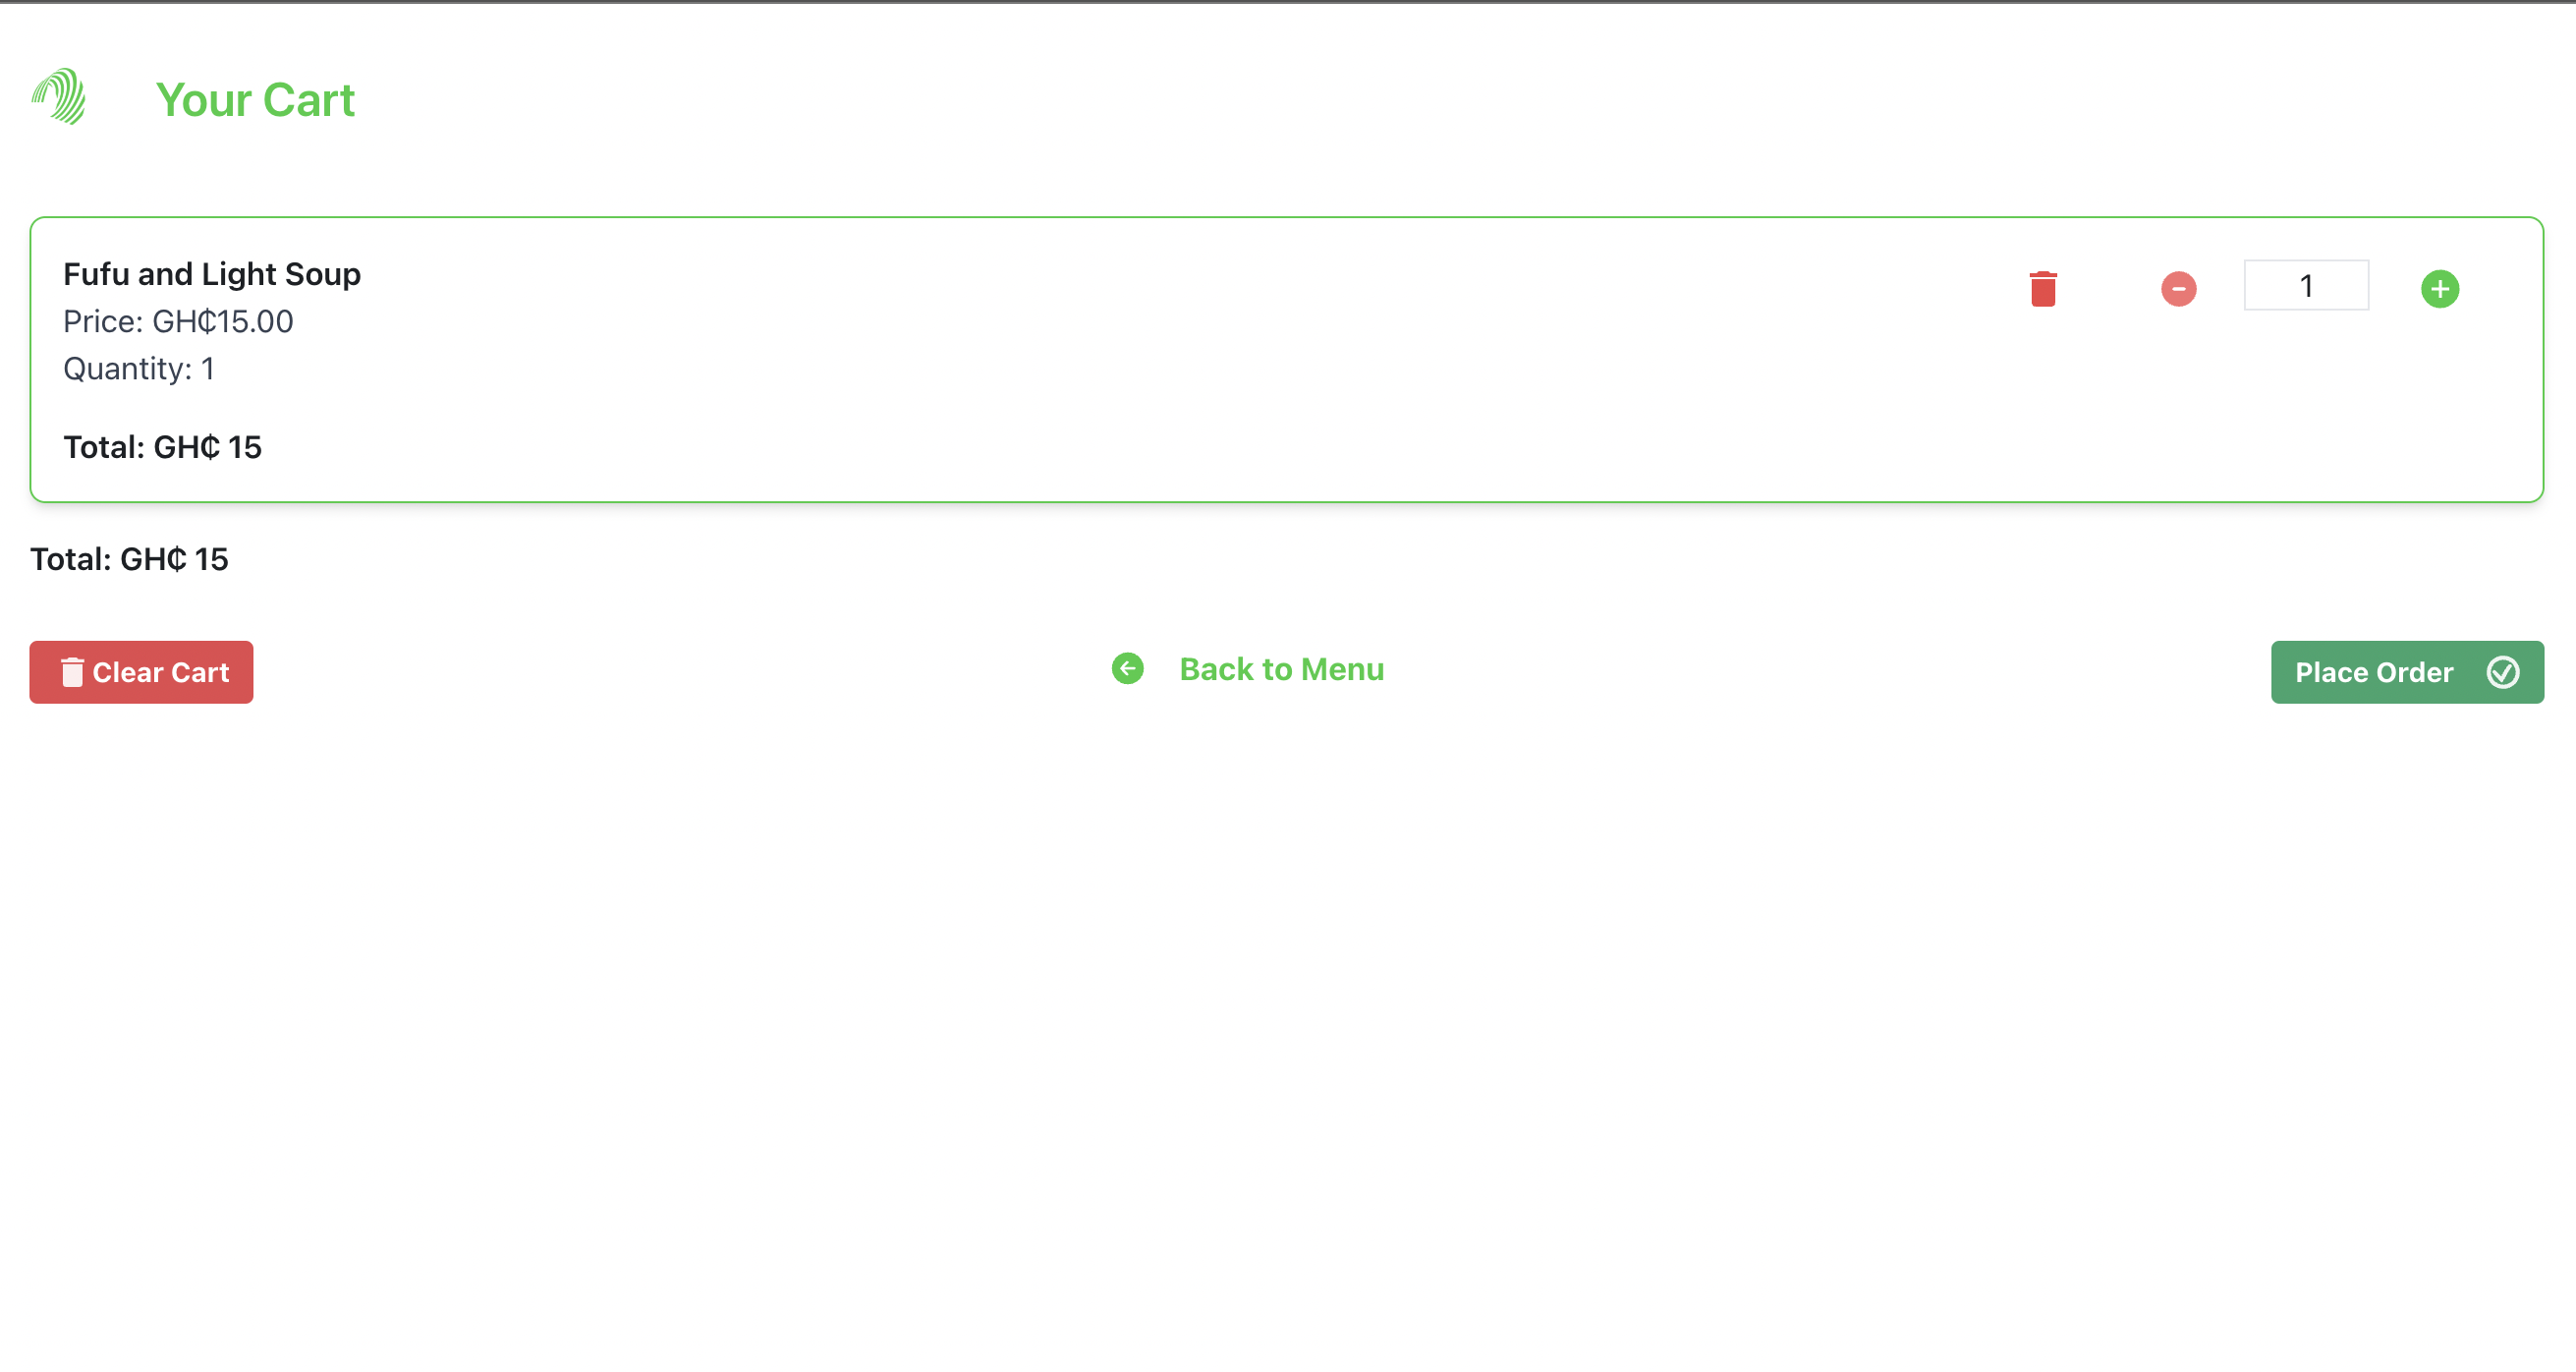 Your Cart
Fufu and Light Soup
1
Price: GH₵15.00
Quantity: 1
Total: GH₵ 15
Total: GH₵ 15
Clear Cart
Back to Menu
Place Order